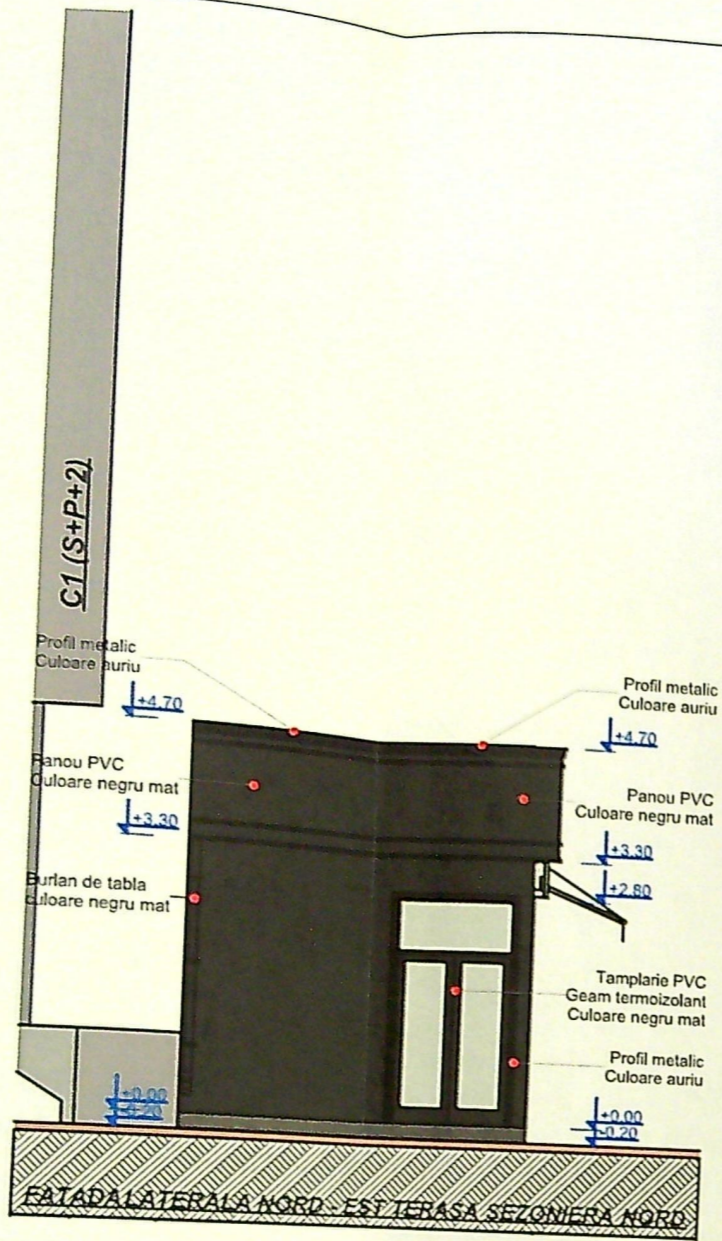 C1 (S+P+2)
Profil metalic
Culoare auriu
+4.70
Profil metalic
Culoare auriu
+4.70
Panou PVC
Culoare negru mat
Panou PVC
Culoare negru mat
+3.30
+3.30
+2.80
Burlan de tabla
culoare negru mat
Tamplarie PVC
Geam termoizolant
Culoare negru mat
Profil metalic
Culoare auriu
+0.00
-0.20
+0.00
-0.20
FATADA LATERALA NORD - EST TERASA SEZONIERA NORD